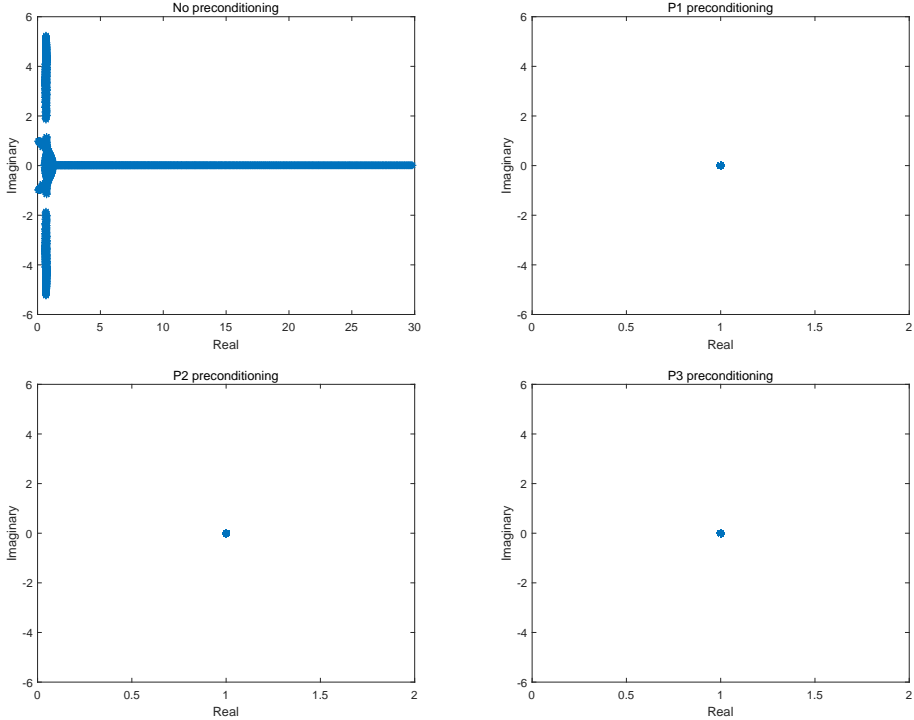 No preconditioning
6
4
2
0
-2
-4
-6
Imaginary
0 5 10 15 20 25 30
Real
P1 preconditioning
6
4
2
0
-2
-4
-6
Imaginary
0 0.5 1 1.5 2
Real
P2 preconditioning
6
4
2
0
-2
-4
-6
Imaginary
0 0.5 1 1.5 2
Real
P3 preconditioning
6
4
2
0
-2
-4
-6
Imaginary
0 0.5 1 1.5 2
Real